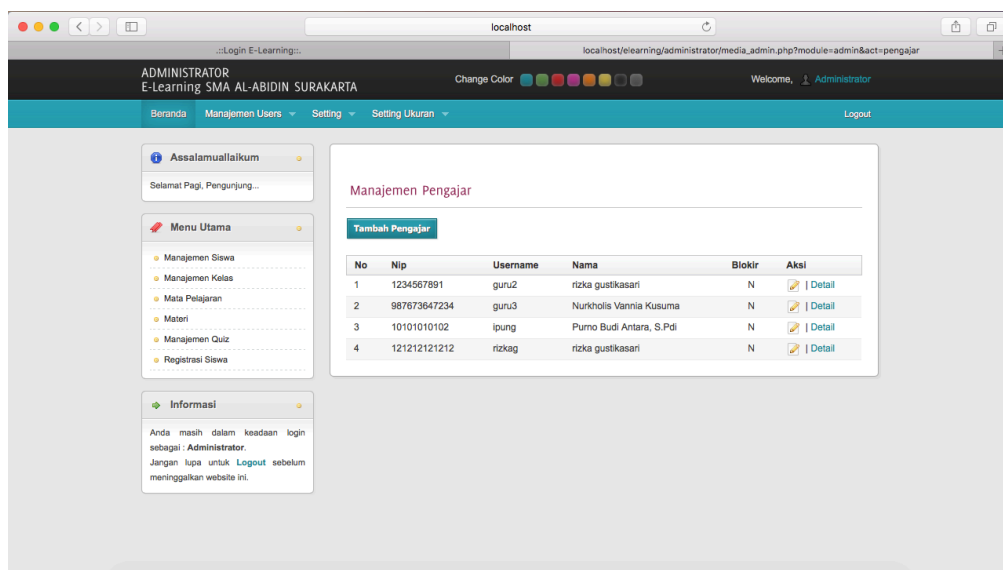 localhost
.::Login E-Learning::.
localhost/elearning/administrator/media_admin.php?module=admin&act=pengajar
ADMINISTRATOR
E-Learning SMA AL-ABIDIN SURAKARTA
Change Color
Welcome, Administrator
Beranda Manajemen Users Setting Setting Ukuran Logout
Assalamuallaikum
Selamat Pagi, Pengunjung...
Menu Utama
Manajemen Siswa
Manajemen Kelas
Mata Pelajaran
Materi
Manajemen Quiz
Registrasi Siswa
Informasi
Anda masih dalam keadaan login
sebagai : Administrator.
Jangan lupa untuk Logout sebelum
meninggalkan website ini.
Manajemen Pengajar
Tambah Pengajar
No Nip Username Nama Blokir Aksi
1 1234567891 guru2 rizka gustikasari N | Detail
2 987673647234 guru3 Nurkholis Vannia Kusuma N | Detail
3 10101010102 ipung Purno Budi Antara, S.Pdi N | Detail
4 121212121212 rizkag rizka gustikasari N | Detail